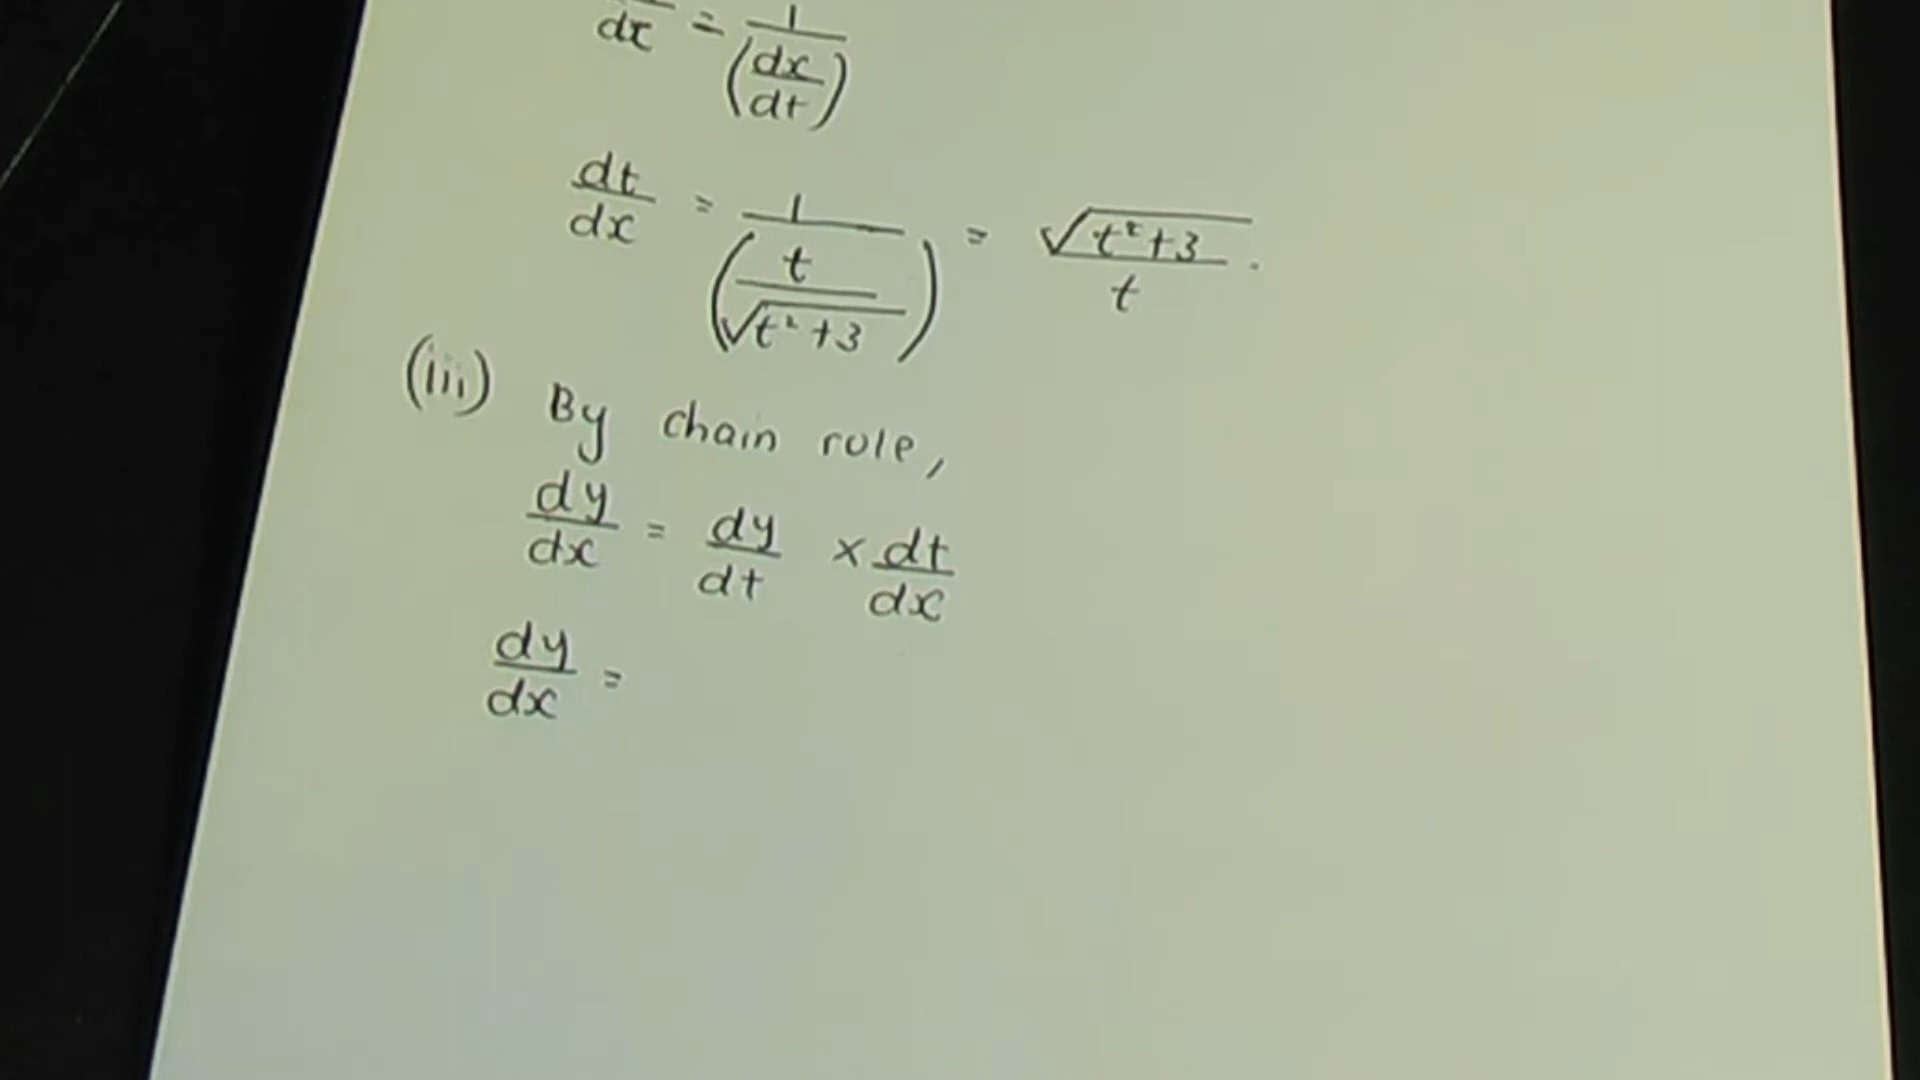 dx = 1/(dx/dt)
dt/dx = 1/(t/√(t²+3)) = √(t²+3)/t.
(iii) By chain rule,
dy/dx = dy/dt × dt/dx
dy/dx =